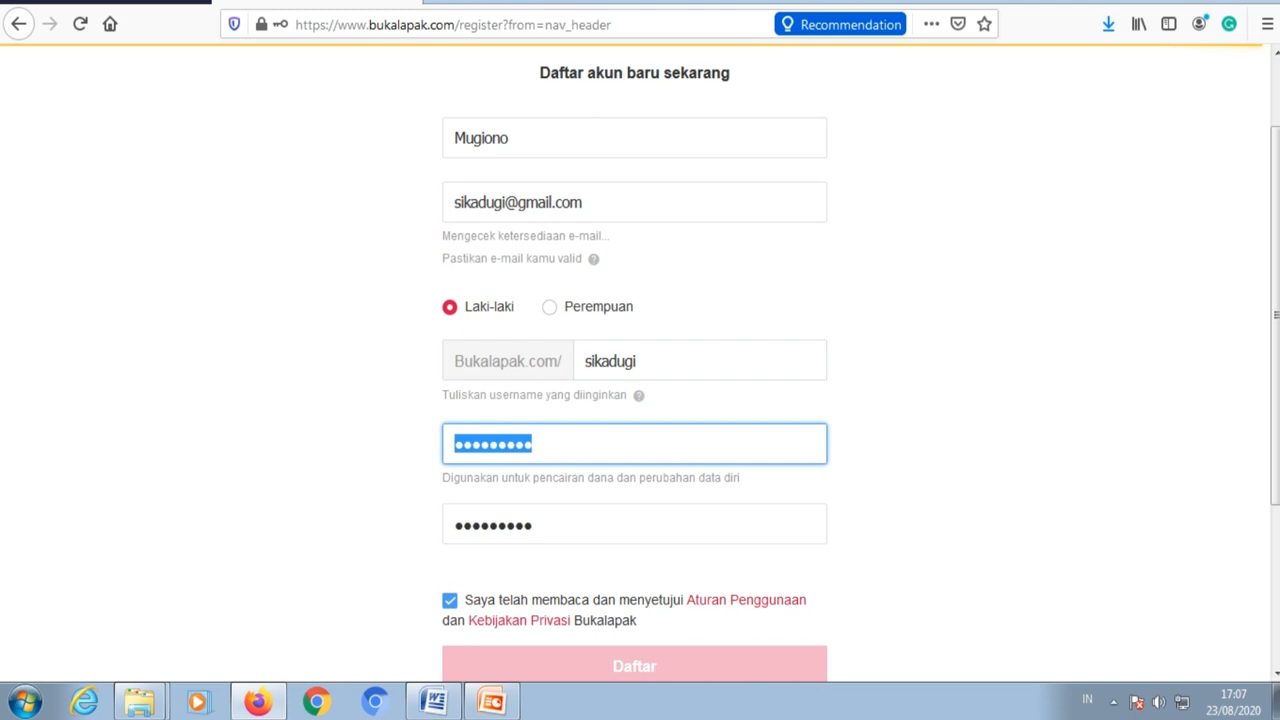 https://www.bukalapak.com/register?from=nav_header
Recommendation
Daftar akun baru sekarang
Mugiono
sikadugi@gmail.com
Mengecek ketersediaan e-mail...
Pastikan e-mail kamu valid ?
Laki-laki Perempuan
Bukalapak.com/ sikadugi
Tuliskan username yang diinginkan ?
•••••••••
Digunakan untuk pencairan dana dan perubahan data diri
•••••••••
Saya telah membaca dan menyetujui Aturan Penggunaan
dan Kebijakan Privasi Bukalapak
Daftar
IN
17:07
23/08/2020